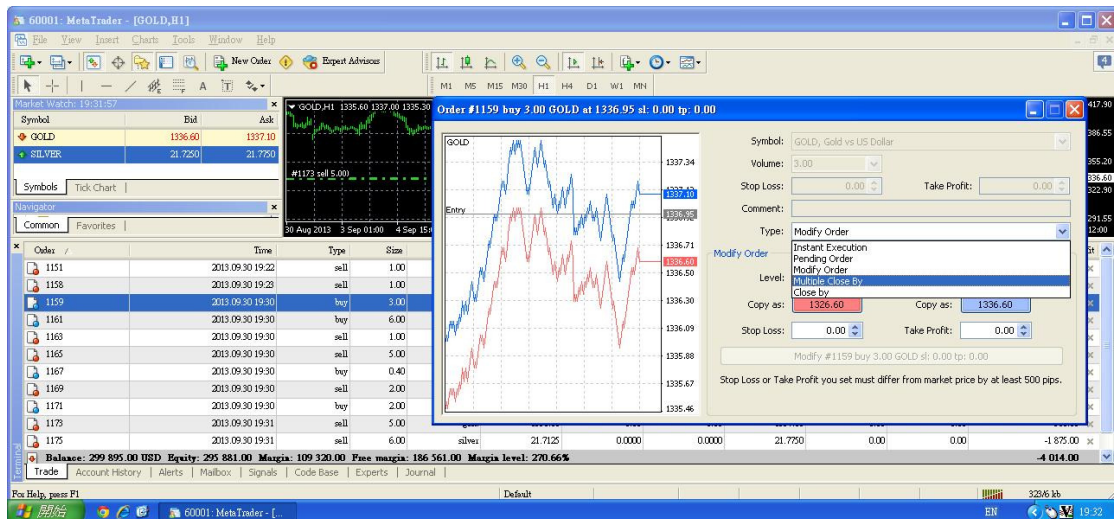 60001: MetaTrader - [GOLD,H1]
File View Insert Charts Tools Window Help
New Order Expert Advisors
A T
M1 M5 M15 M30 H1 H4 D1 W1 MN
Market Watch: 19:31:57
Symbol Bid Ask
GOLD 1336.60 1337.10
SILVER 21.7250 21.7750
Symbols Tick Chart
Navigator
Common Favorites
GOLD,H1 1335.60 1337.00 1335.30
#1173 sell 5.00
30 Aug 2013 3 Sep 01:00 4 Sep 15:
Order #1159 buy 3.00 GOLD at 1336.95 sl: 0.00 tp: 0.00
GOLD
Entry
1337.34
1337.10
1336.95
1336.71
1336.60
1336.50
1336.30
1336.09
1335.88
1335.67
1335.46
Symbol: GOLD, Gold vs US Dollar
Volume: 3.00
Stop Loss: 0.00 Take Profit: 0.00
Comment:
Type: Modify Order
Instant Execution
Pending Order
Modify Order
Multiple Close By
Close by
Modify Order
Level:
Copy as: 1326.60 Copy as: 1336.60
Stop Loss: 0.00 Take Profit: 0.00
Modify #1159 buy 3.00 GOLD sl: 0.00 tp: 0.00
Stop Loss or Take Profit you set must differ from market price by at least 500 pips.
417.90
386.55
355.20
336.60
322.90
291.55
12:00
Order / Time Type Size
1151 2013.09.30 19:22 sell 1.00
1158 2013.09.30 19:23 sell 1.00
1159 2013.09.30 19:30 buy 3.00
1161 2013.09.30 19:30 buy 6.00
1163 2013.09.30 19:30 sell 1.00
1165 2013.09.30 19:30 sell 5.00
1167 2013.09.30 19:30 buy 0.40
1169 2013.09.30 19:30 sell 2.00
1171 2013.09.30 19:30 buy 2.00
1173 2013.09.30 19:31 sell 5.00
1175 2013.09.30 19:31 sell 6.00 silver 21.7125 0.0000 0.0000 21.7750 0.00 0.00 -1 875.00
Balance: 299 895.00 USD Equity: 295 881.00 Margin: 109 320.00 Free margin: 186 561.00 Margin level: 270.66% -4 014.00
Terminal
Trade Account History Alerts Mailbox Signals Code Base Experts Journal
For Help, press F1 Default 323/6 kb
開始 60001: MetaTrader - [... EN 19:32